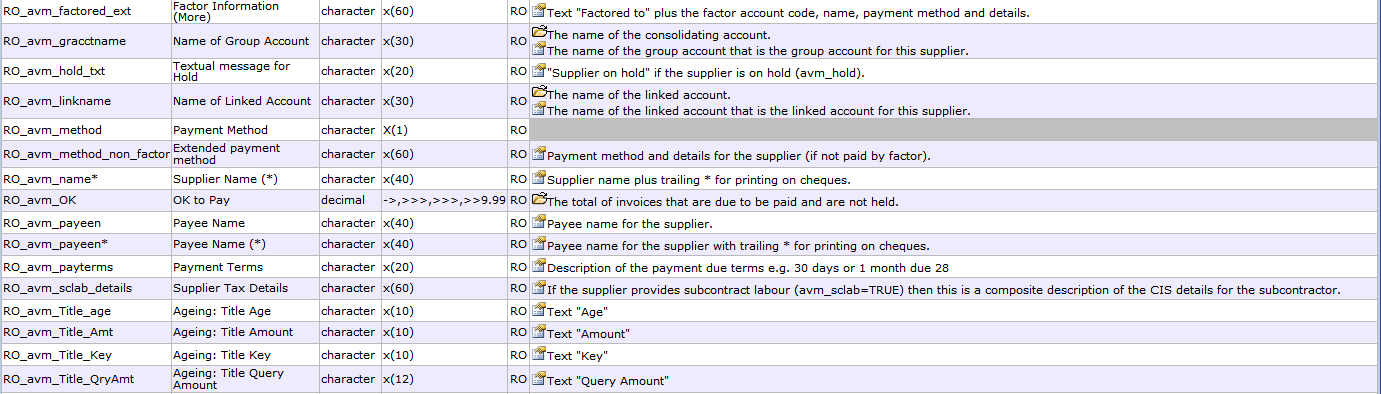 RO_avm_factored_ext Factor Information (More) character x(60) RO Text "Factored to" plus the factor account code, name, payment method and details.
RO_avm_gracctname Name of Group Account character x(30) RO The name of the consolidating account.
The name of the group account that is the group account for this supplier.
RO_avm_hold_txt Textual message for Hold character x(20) RO "Supplier on hold" if the supplier is on hold (avm_hold).
RO_avm_linkname Name of Linked Account character x(30) RO The name of the linked account.
The name of the linked account that is the linked account for this supplier.
RO_avm_method Payment Method character X(1) RO
RO_avm_method_non_factor Extended payment method character x(60) RO Payment method and details for the supplier (if not paid by factor).
RO_avm_name* Supplier Name (*) character x(40) RO Supplier name plus trailing * for printing on cheques.
RO_avm_OK OK to Pay decimal ->,>>>,>>>,>>9.99 RO The total of invoices that are due to be paid and are not held.
RO_avm_payeen Payee Name character x(40) RO Payee name for the supplier.
RO_avm_payeen* Payee Name (*) character x(40) RO Payee name for the supplier with trailing * for printing on cheques.
RO_avm_payterms Payment Terms character x(20) RO Description of the payment due terms e.g. 30 days or 1 month due 28
RO_avm_sclab_details Supplier Tax Details character x(60) RO If the supplier provides subcontract labour (avm_sclab=TRUE) then this is a composite description of the CIS details for the subcontractor.
RO_avm_Title_age Ageing: Title Age character x(10) RO Text "Age"
RO_avm_Title_Amt Ageing: Title Amount character x(10) RO Text "Amount"
RO_avm_Title_Key Ageing: Title Key character x(10) RO Text "Key"
RO_avm_Title_QryAmt Ageing: Title Query Amount character x(12) RO Text "Query Amount"